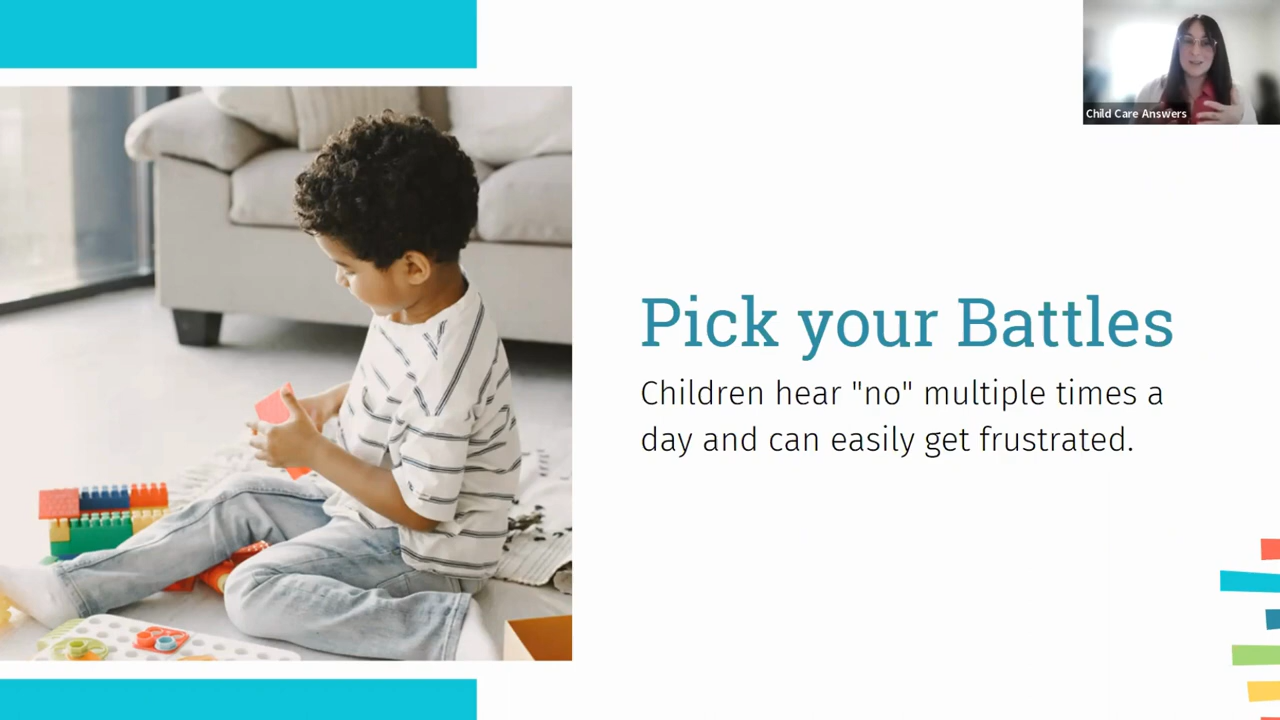 Child Care Answers
Pick your Battles
Children hear "no" multiple times a
day and can easily get frustrated.